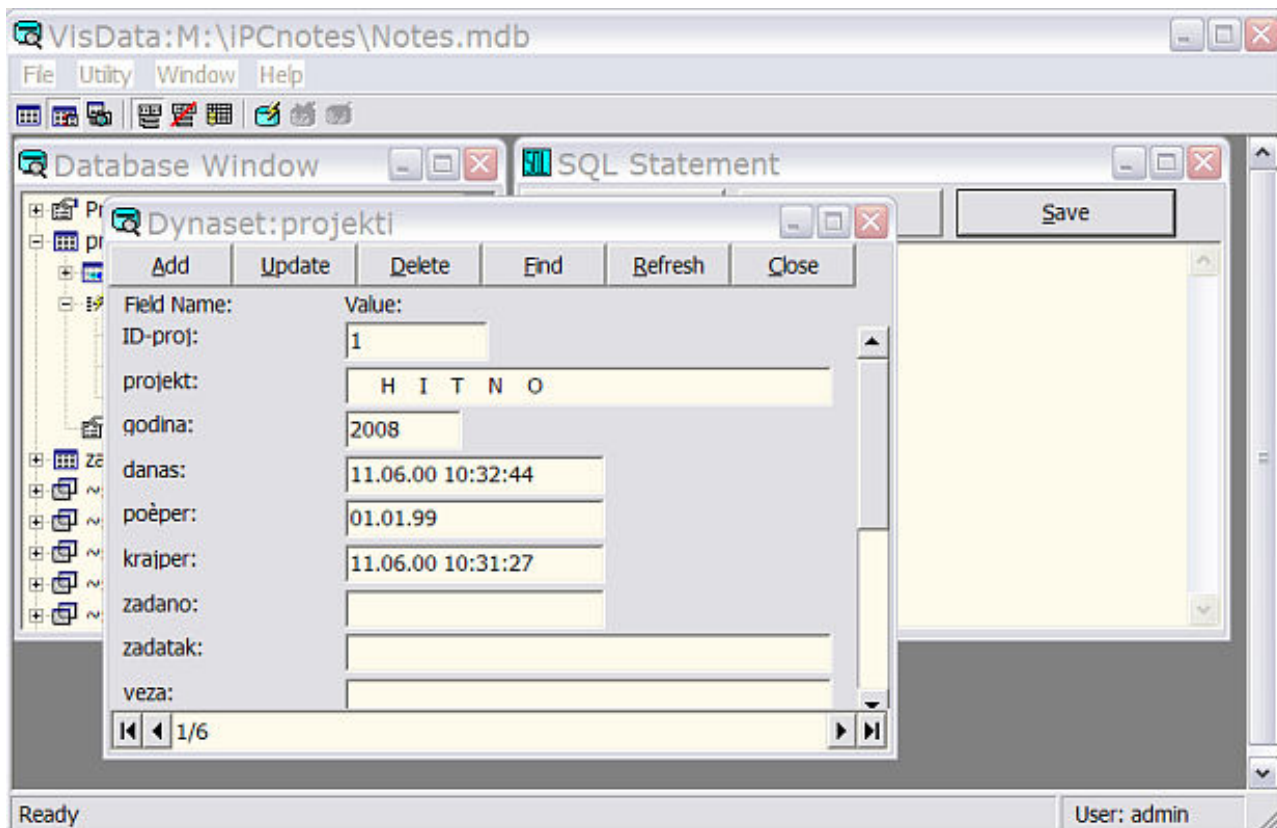 VisData:M:\iPCnotes\Notes.mdb
File Utility Window Help
Database Window
SQL Statement
Save
Dynaset:projekti
Add Update Delete Find Refresh Close
Field Name: Value:
ID-proj: 1
projekt: H I T N O
godina: 2008
danas: 11.06.00 10:32:44
poèper: 01.01.99
krajper: 11.06.00 10:31:27
zadano:
zadatak:
veza:
1/6
Ready User: admin